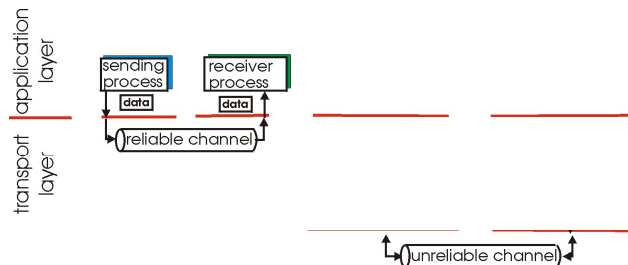 application
layer
transport
layer
sending
process
receiver
process
data
data
reliable channel
unreliable channel